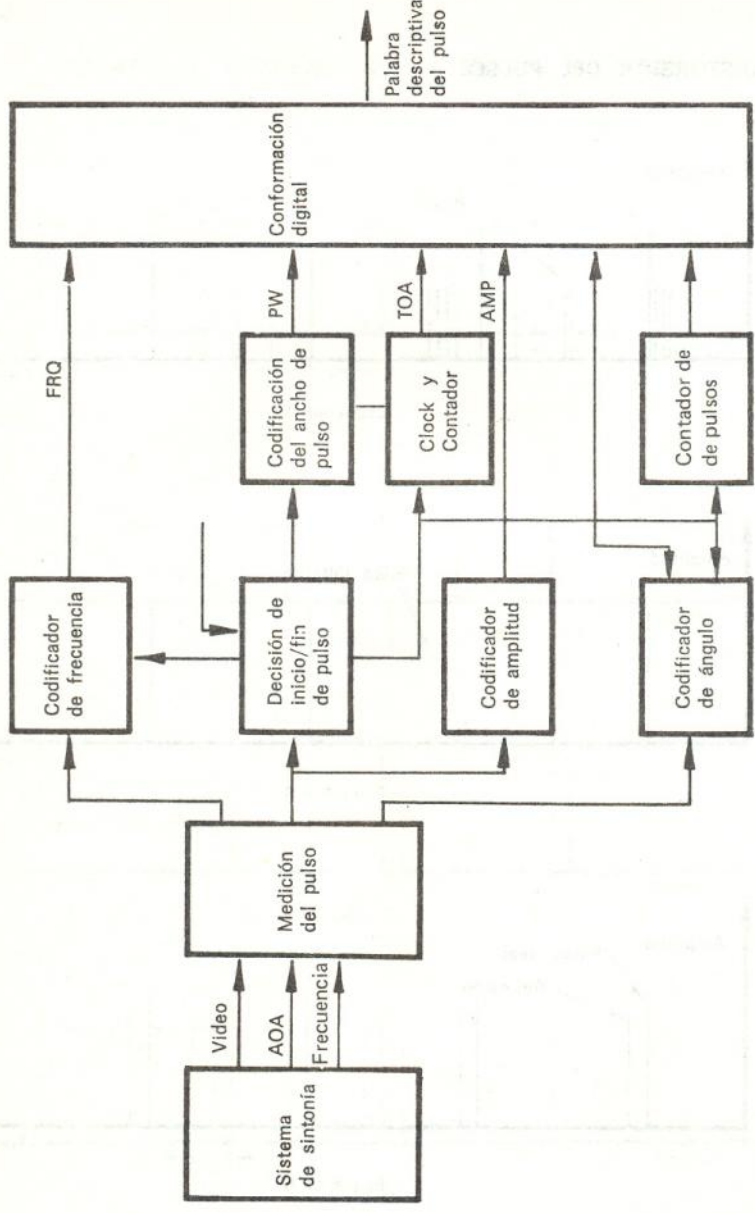 Sistema
de sintonía
Video
AOA
Frecuencia
Medición
del pulso
Codificador
de frecuencia
Decisión de
inicio/fin
de pulso
Codificador
de amplitud
Codificador
de ángulo
FRQ
Codificación
del ancho de
pulso
Clock y
Contador
Contador de
de pulsos
PW
TOA
AMP
Conformación
digital
Palabra
descriptiva
del pulso